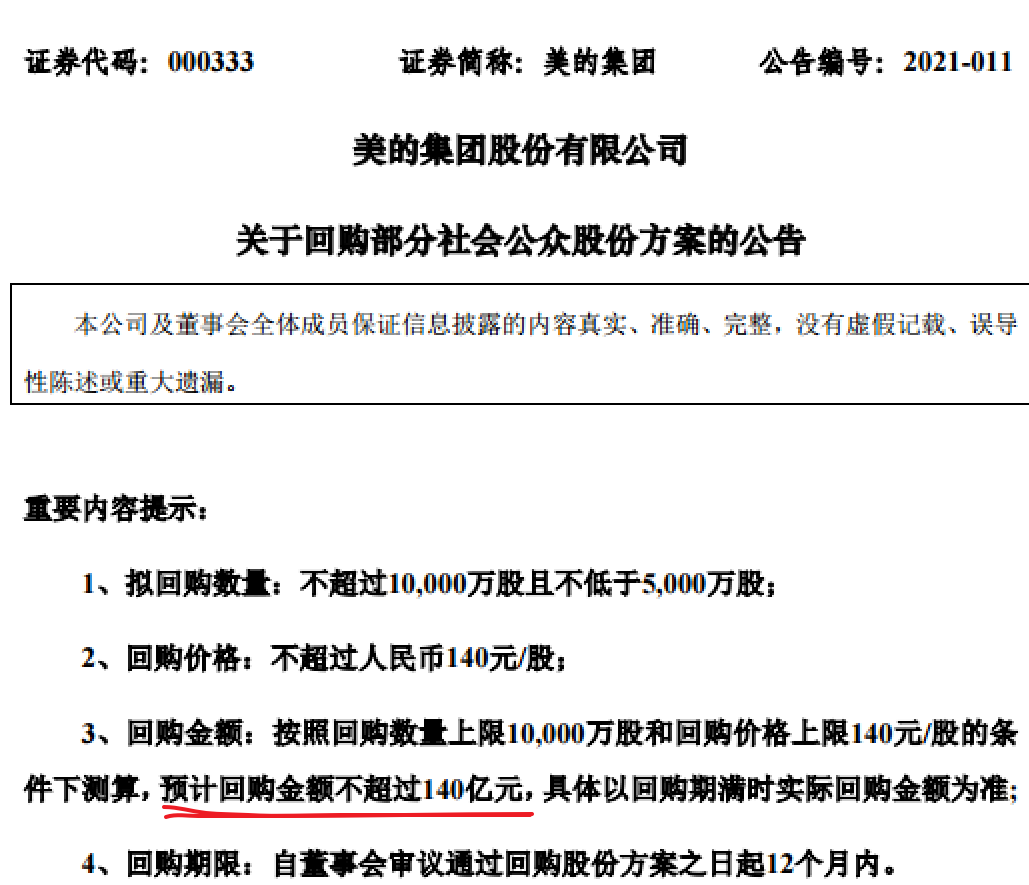 证券代码：000333 证券简称：美的集团 公告编号：2021-011
美的集团股份有限公司
关于回购部分社会公众股份方案的公告
本公司及董事会全体成员保证信息披露的内容真实、准确、完整，没有虚假记载、误导
性陈述或重大遗漏。
重要内容提示：
1、拟回购数量：不超过10,000万股且不低于5,000万股；
2、回购价格：不超过人民币140元/股；
3、回购金额：按照回购数量上限10,000万股和回购价格上限140元/股的条
件下测算，预计回购金额不超过140亿元，具体以回购期满时实际回购金额为准;
4、回购期限：自董事会审议通过回购股份方案之日起12个月内。